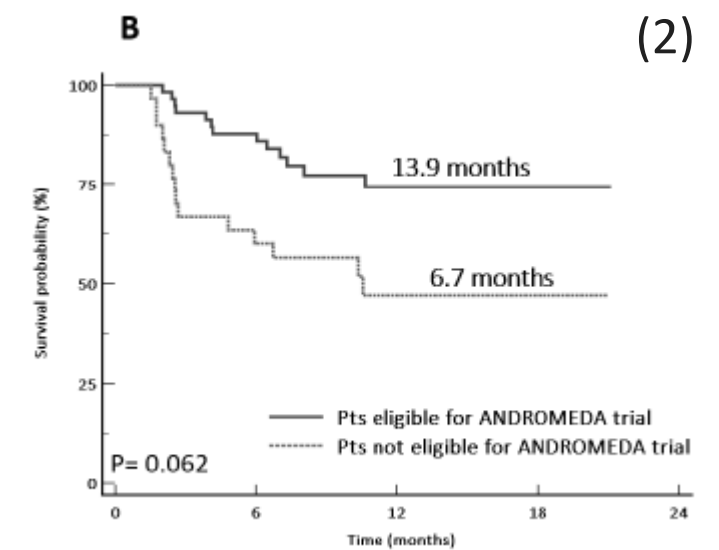 B
(2)
100
75
50
25
0
Survival probability (%)
13.9 months
6.7 months
Pts eligible for ANDROMEDA trial
Pts not eligible for ANDROMEDA trial
P= 0.062
0 6 12 18 24
Time (months)